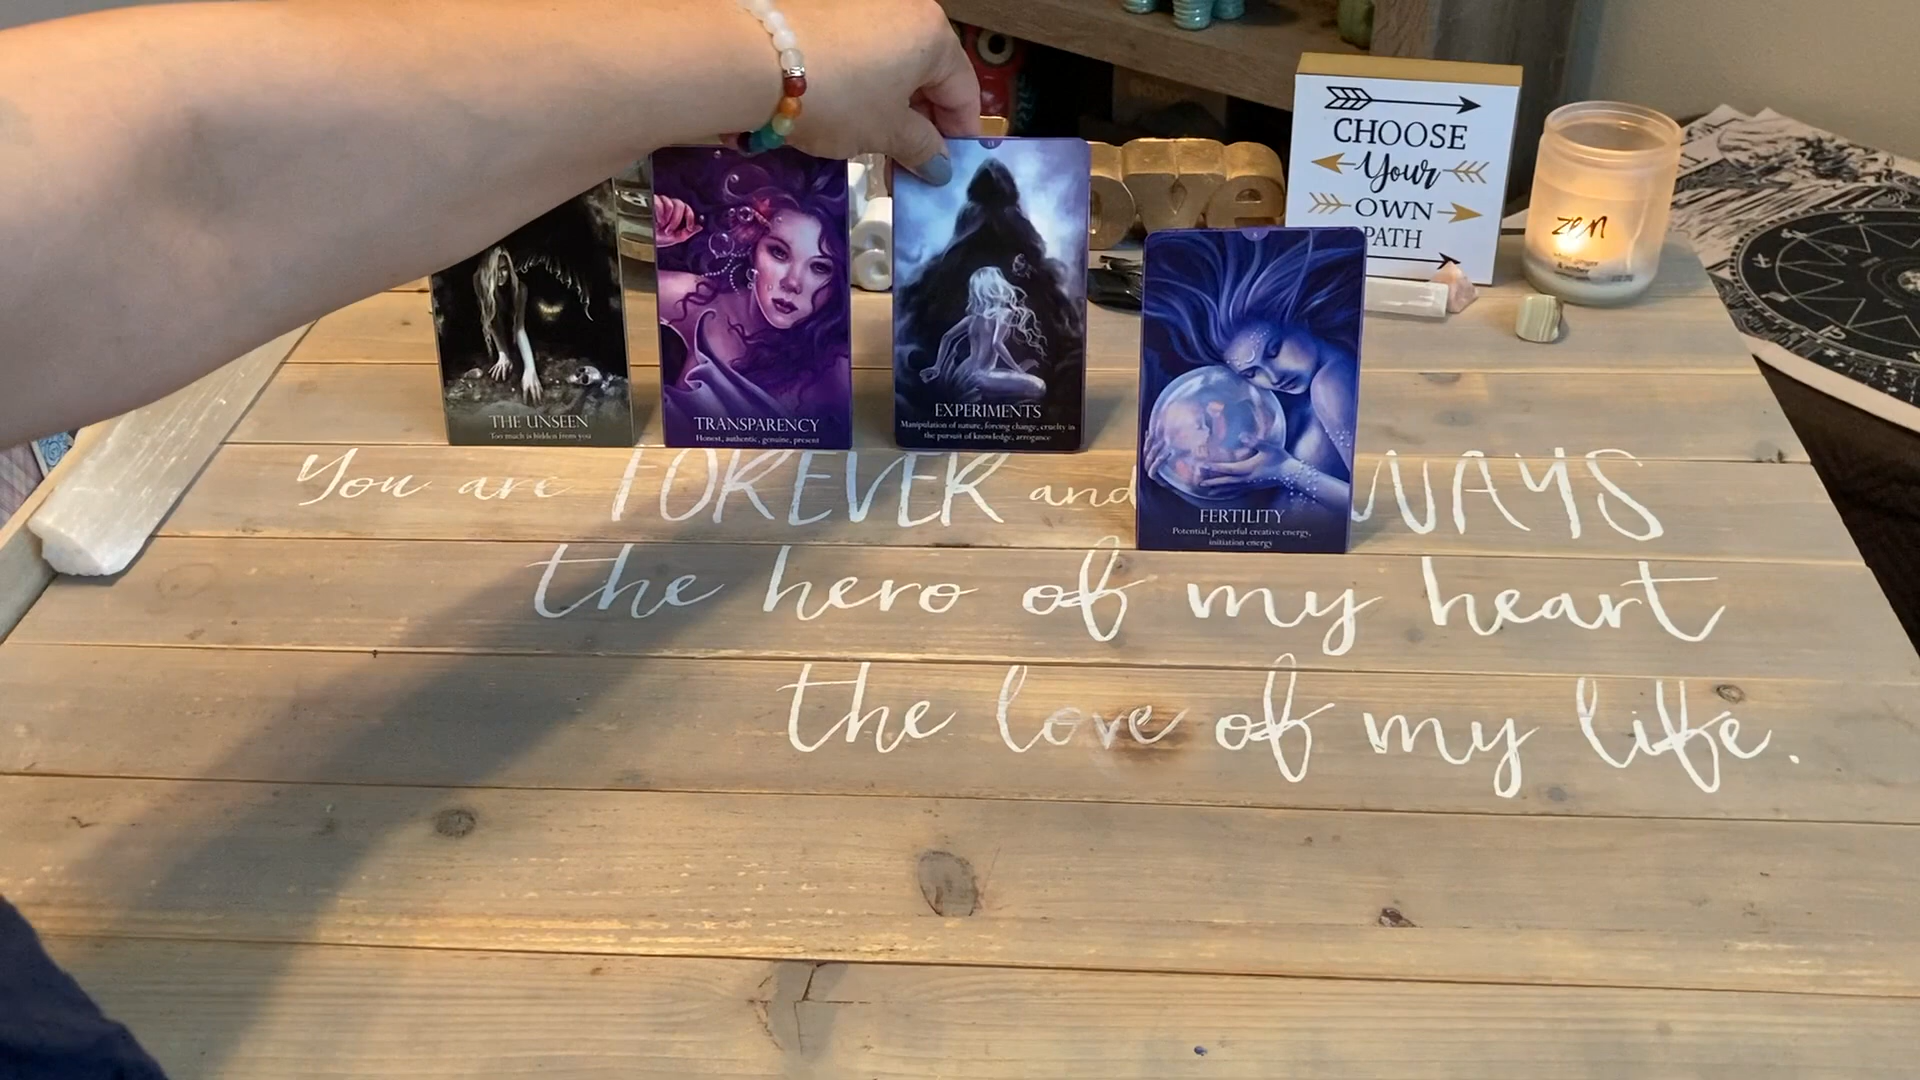 CHOOSE
Your
OWN
PATH
zen
THE UNSEEN
Too much is hidden from you
TRANSPARENCY
Honest, authentic, genuine, present
EXPERIMENTS
Manipulation of nature, forcing change, cruelty in
the pursuit of knowledge, arrogance
FERTILITY
Potential, powerful creative energy,
initiation energy
You are FOREVER and WAYS
the hero of my heart
the love of my life.